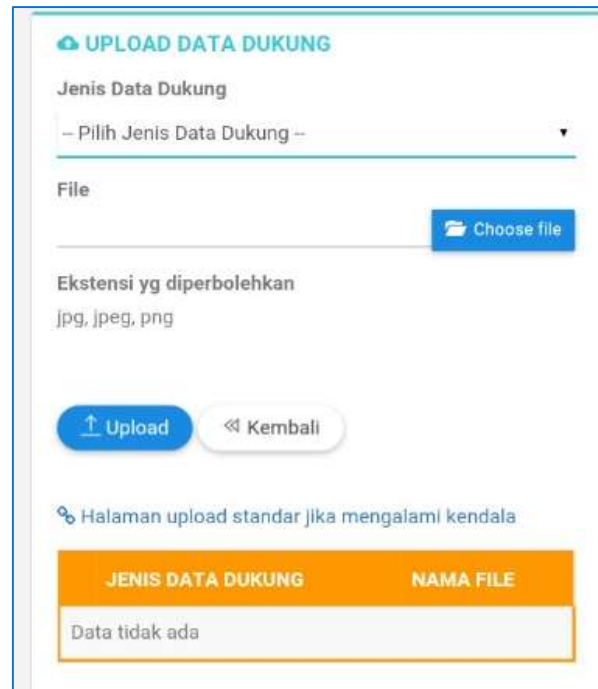 UPLOAD DATA DUKUNG
Jenis Data Dukung
-- Pilih Jenis Data Dukung --
File
Choose file
Ekstensi yg diperbolehkan
jpg, jpeg, png
Upload Kembali
Halaman upload standar jika mengalami kendala
JENIS DATA DUKUNG NAMA FILE
Data tidak ada